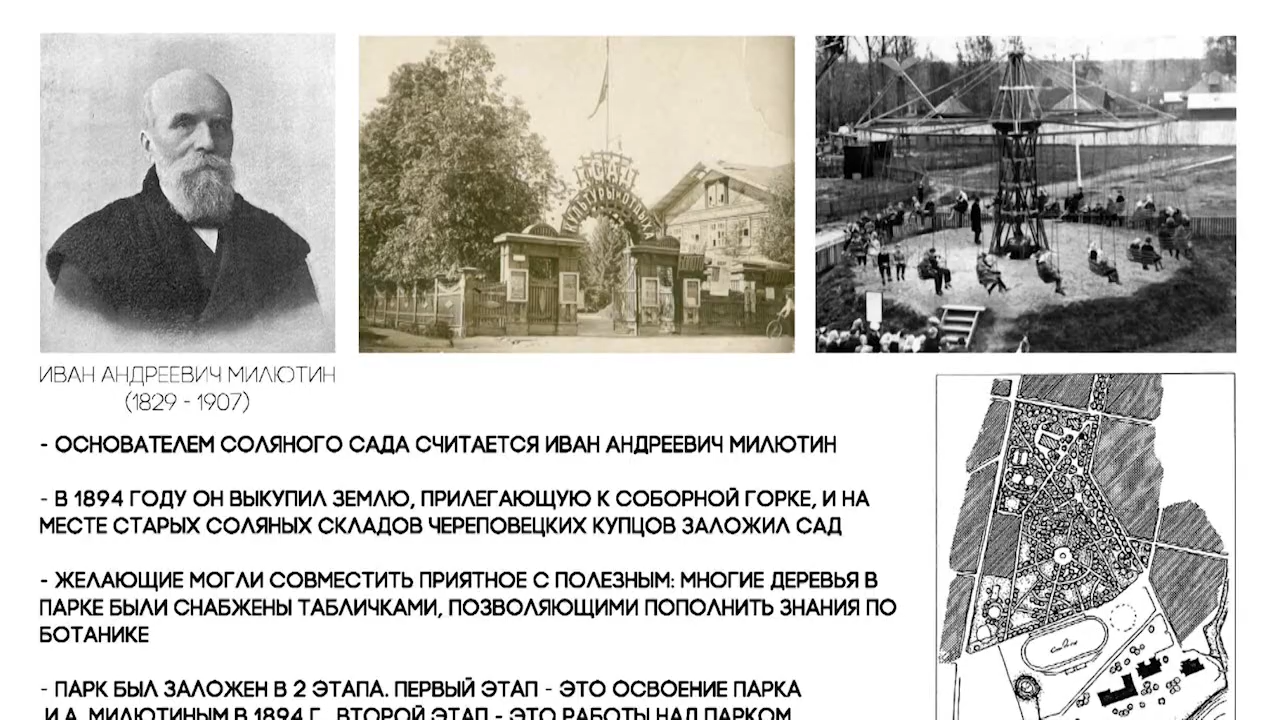 КУЛЬТУРЫ И ОТДЫХА
ИВАН АНДРЕЕВИЧ МИЛЮТИН
(1829 - 1907)
- ОСНОВАТЕЛЕМ СОЛЯНОГО САДА СЧИТАЕТСЯ ИВАН АНДРЕЕВИЧ МИЛЮТИН
- В 1894 ГОДУ ОН ВЫКУПИЛ ЗЕМЛЮ, ПРИЛЕГАЮЩУЮ К СОБОРНОЙ ГОРКЕ, И НА
МЕСТЕ СТАРЫХ СОЛЯНЫХ СКЛАДОВ ЧЕРЕПОВЕЦКИХ КУПЦОВ ЗАЛОЖИЛ САД
- ЖЕЛАЮЩИЕ МОГЛИ СОВМЕСТИТЬ ПРИЯТНОЕ С ПОЛЕЗНЫМ: МНОГИЕ ДЕРЕВЬЯ В
ПАРКЕ БЫЛИ СНАБЖЕНЫ ТАБЛИЧКАМИ, ПОЗВОЛЯЮЩИМИ ПОПОЛНИТЬ ЗНАНИЯ ПО
БОТАНИКЕ
- ПАРК БЫЛ ЗАЛОЖЕН В 2 ЭТАПА. ПЕРВЫЙ ЭТАП - ЭТО ОСВОЕНИЕ ПАРКА
И.А. МИЛЮТИНЫМ В 1894 Г., ВТОРОЙ ЭТАП - ЭТО РАБОТЫ НАД ПАРКОМ